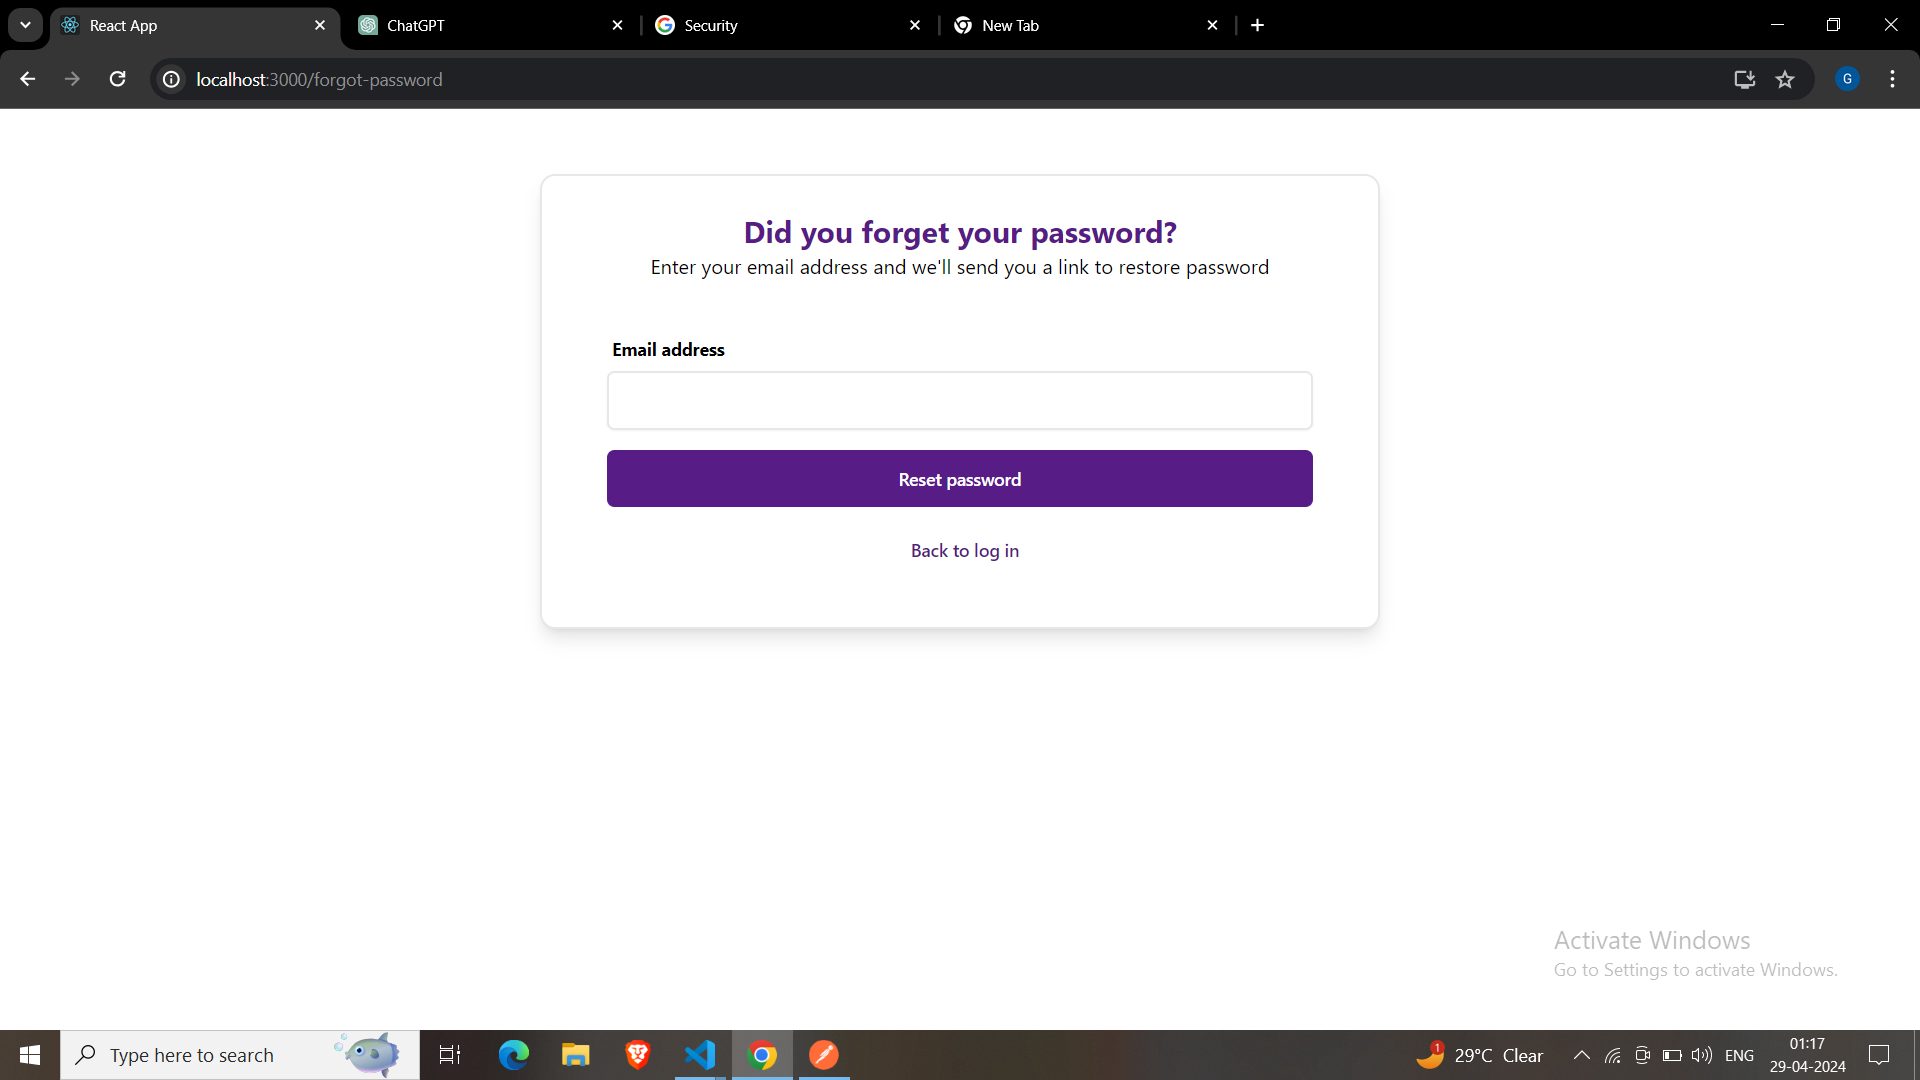 React App
ChatGPT
Security
New Tab
localhost:3000/forgot-password
G
Did you forget your password?
Enter your email address and we'll send you a link to restore password
Email address
Reset password
Back to log in
Activate Windows
Go to Settings to activate Windows.
Type here to search
1
29°C Clear
ENG
01:17
29-04-2024